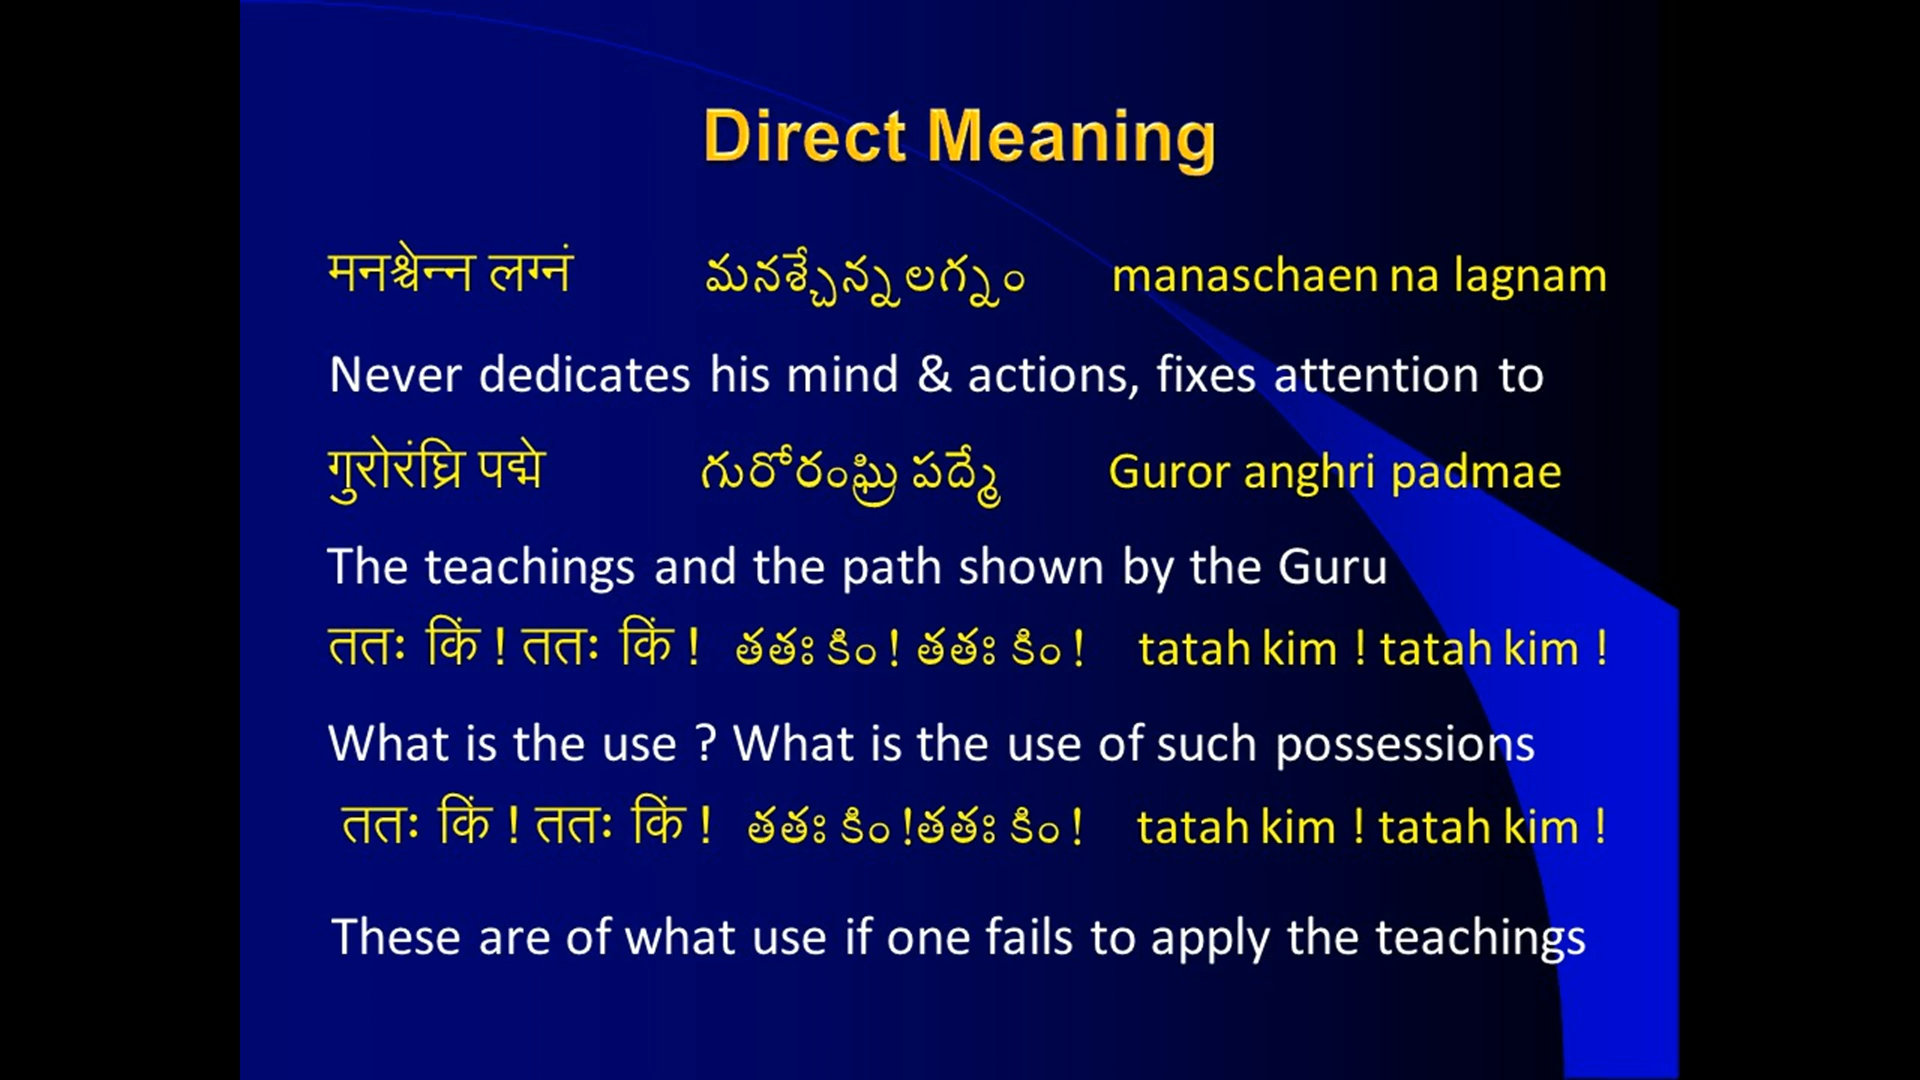 Direct Meaning
मनश्चेन्न लग्नं మనశ్చేన్న లగ్నం manaschaen na lagnam
Never dedicates his mind & actions, fixes attention to
गुरोरंघ्रि पद्मे గురోరంఘ్రి పద్మే Guror anghri padmae
The teachings and the path shown by the Guru
ततः किं ! ततः किं ! తతః కిం ! తతః కిం ! tatah kim ! tatah kim !
What is the use ? What is the use of such possessions
ततः किं ! ततः किं ! తతః కిం !తతః కిం ! tatah kim ! tatah kim !
These are of what use if one fails to apply the teachings